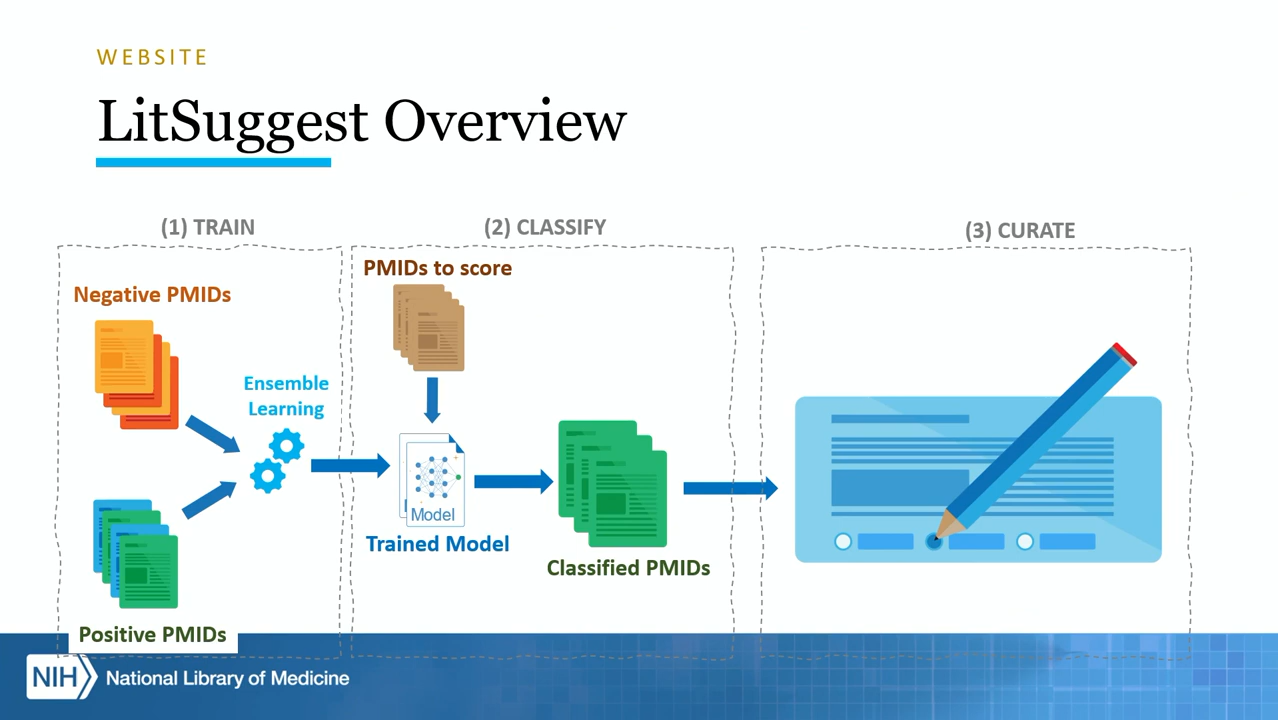 WEBSITE
LitSuggest Overview
(1) TRAIN
(2) CLASSIFY
(3) CURATE
Negative PMIDs
Ensemble
Learning
Positive PMIDs
PMIDs to score
Model
Trained Model
Classified PMIDs
NIH National Library of Medicine